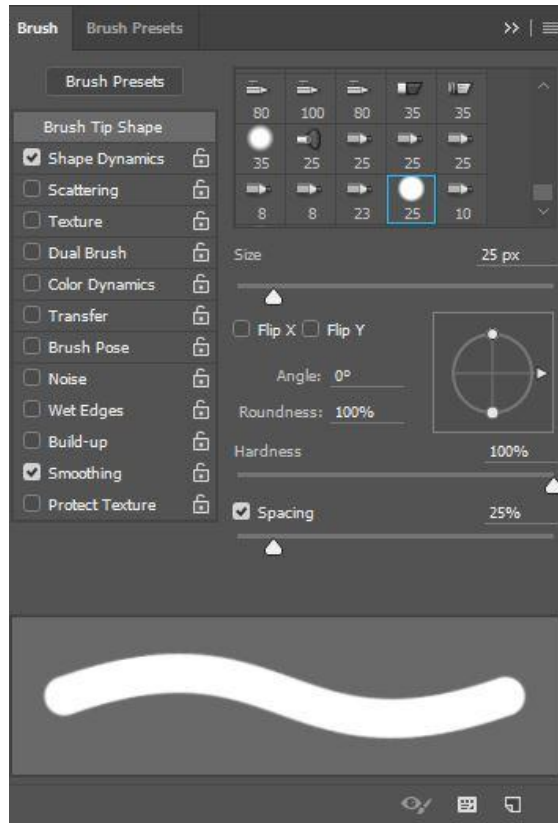 Brush Brush Presets
Brush Presets
Brush Tip Shape
Shape Dynamics
Scattering
Texture
Dual Brush
Color Dynamics
Transfer
Brush Pose
Noise
Wet Edges
Build-up
Smoothing
Protect Texture
80 100 80 35 35
35 25 25 25 25
8 8 23 25 10
Size 25 px
Flip X Flip Y
Angle: 0°
Roundness: 100%
Hardness 100%
Spacing 25%